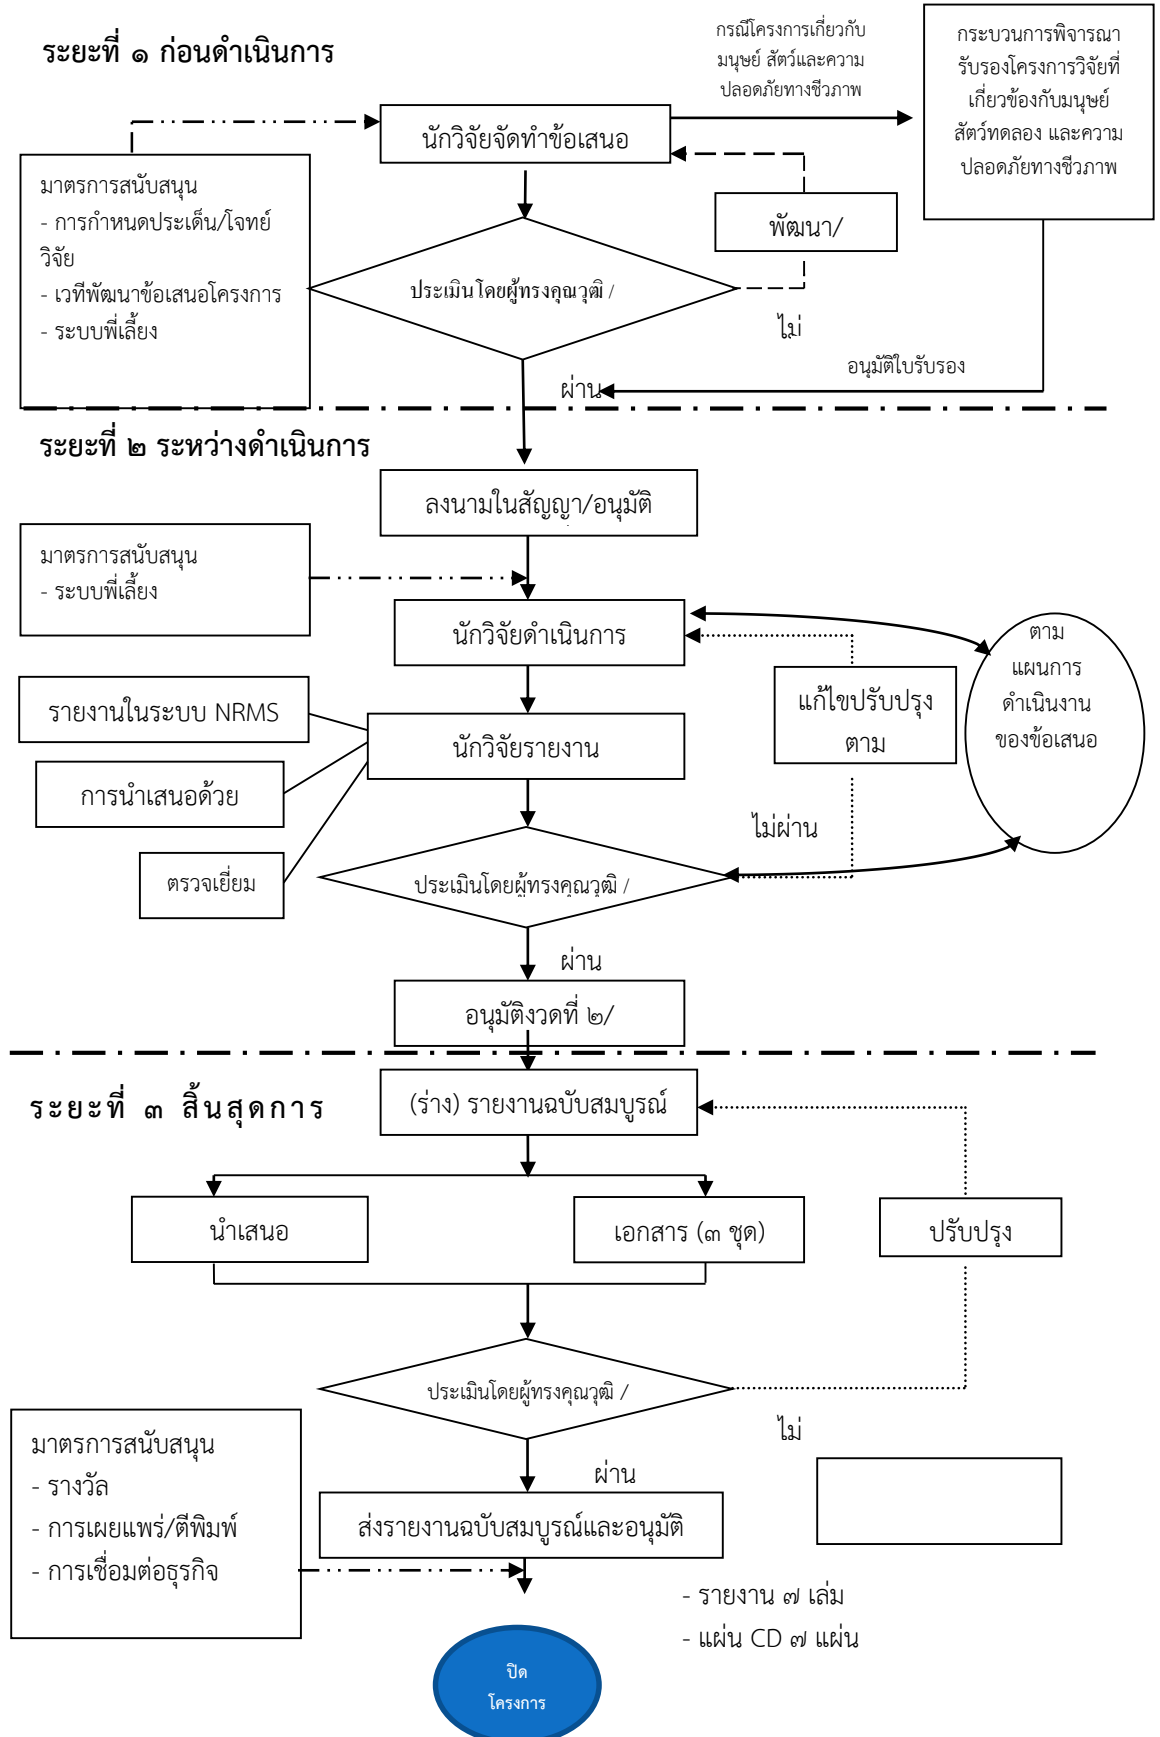 ระยะที่ ๑ ก่อนดำเนินการ
กรณีโครงการเกี่ยวกับ
มนุษย์ สัตว์และความ
ปลอดภัยทางชีวภาพ
กระบวนการพิจารณา
รับรองโครงการวิจัยที่
เกี่ยวข้องกับมนุษย์
สัตว์ทดลอง และความ
ปลอดภัยทางชีวภาพ
นักวิจัยจัดทำข้อเสนอ
มาตรการสนับสนุน
- การกำหนดประเด็น/โจทย์
วิจัย
- เวทีพัฒนาข้อเสนอโครงการ
- ระบบพี่เลี้ยง
พัฒนา/
ประเมินโดยผู้ทรงคุณวุฒิ /
ไม่
อนุมัติใบรับรอง
ผ่าน
ระยะที่ ๒ ระหว่างดำเนินการ
ลงนามในสัญญา/อนุมัติ
มาตรการสนับสนุน
- ระบบพี่เลี้ยง
นักวิจัยดำเนินการ
ตาม
แผนการ
ดำเนินงาน
ของข้อเสนอ
แก้ไขปรับปรุง
ตาม
รายงานในระบบ NRMS
นักวิจัยรายงาน
การนำเสนอด้วย
ไม่ผ่าน
ตรวจเยี่ยม
ประเมินโดยผู้ทรงคุณวุฒิ /
ผ่าน
อนุมัติงวดที่ ๒/
ระยะที่ ๓ สิ้นสุดการ
(ร่าง) รายงานฉบับสมบูรณ์
นำเสนอ
เอกสาร (๓ ชุด)
ปรับปรุง
ประเมินโดยผู้ทรงคุณวุฒิ /
ไม่
มาตรการสนับสนุน
- รางวัล
- การเผยแพร่/ตีพิมพ์
- การเชื่อมต่อธุรกิจ
ผ่าน
ส่งรายงานฉบับสมบูรณ์และอนุมัติ
- รายงาน ๗ เล่ม
- แผ่น CD ๗ แผ่น
ปิด
โครงการ